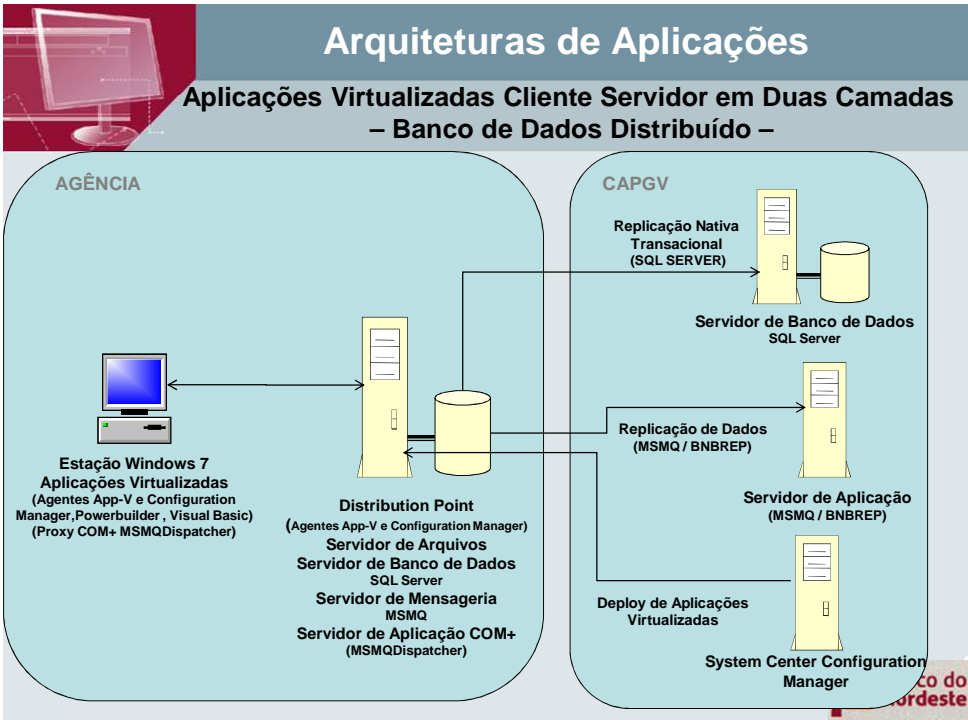 Arquiteturas de Aplicações
Aplicações Virtualizadas Cliente Servidor em Duas Camadas
– Banco de Dados Distribuído –
AGÊNCIA
Estação Windows 7
Aplicações Virtualizadas
(Agentes App-V e Configuration
Manager,Powerbuilder , Visual Basic)
(Proxy COM+ MSMQDispatcher)
Distribution Point
(Agentes App-V e Configuration Manager)
Servidor de Arquivos
Servidor de Banco de Dados
SQL Server
Servidor de Mensageria
MSMQ
Servidor de Aplicação COM+
(MSMQDispatcher)
CAPGV
Replicação Nativa
Transacional
(SQL SERVER)
Servidor de Banco de Dados
SQL Server
Replicação de Dados
(MSMQ / BNBREP)
Servidor de Aplicação
(MSMQ / BNBREP)
Deploy de Aplicações
Virtualizadas
System Center Configuration
Manager
co do
ordeste